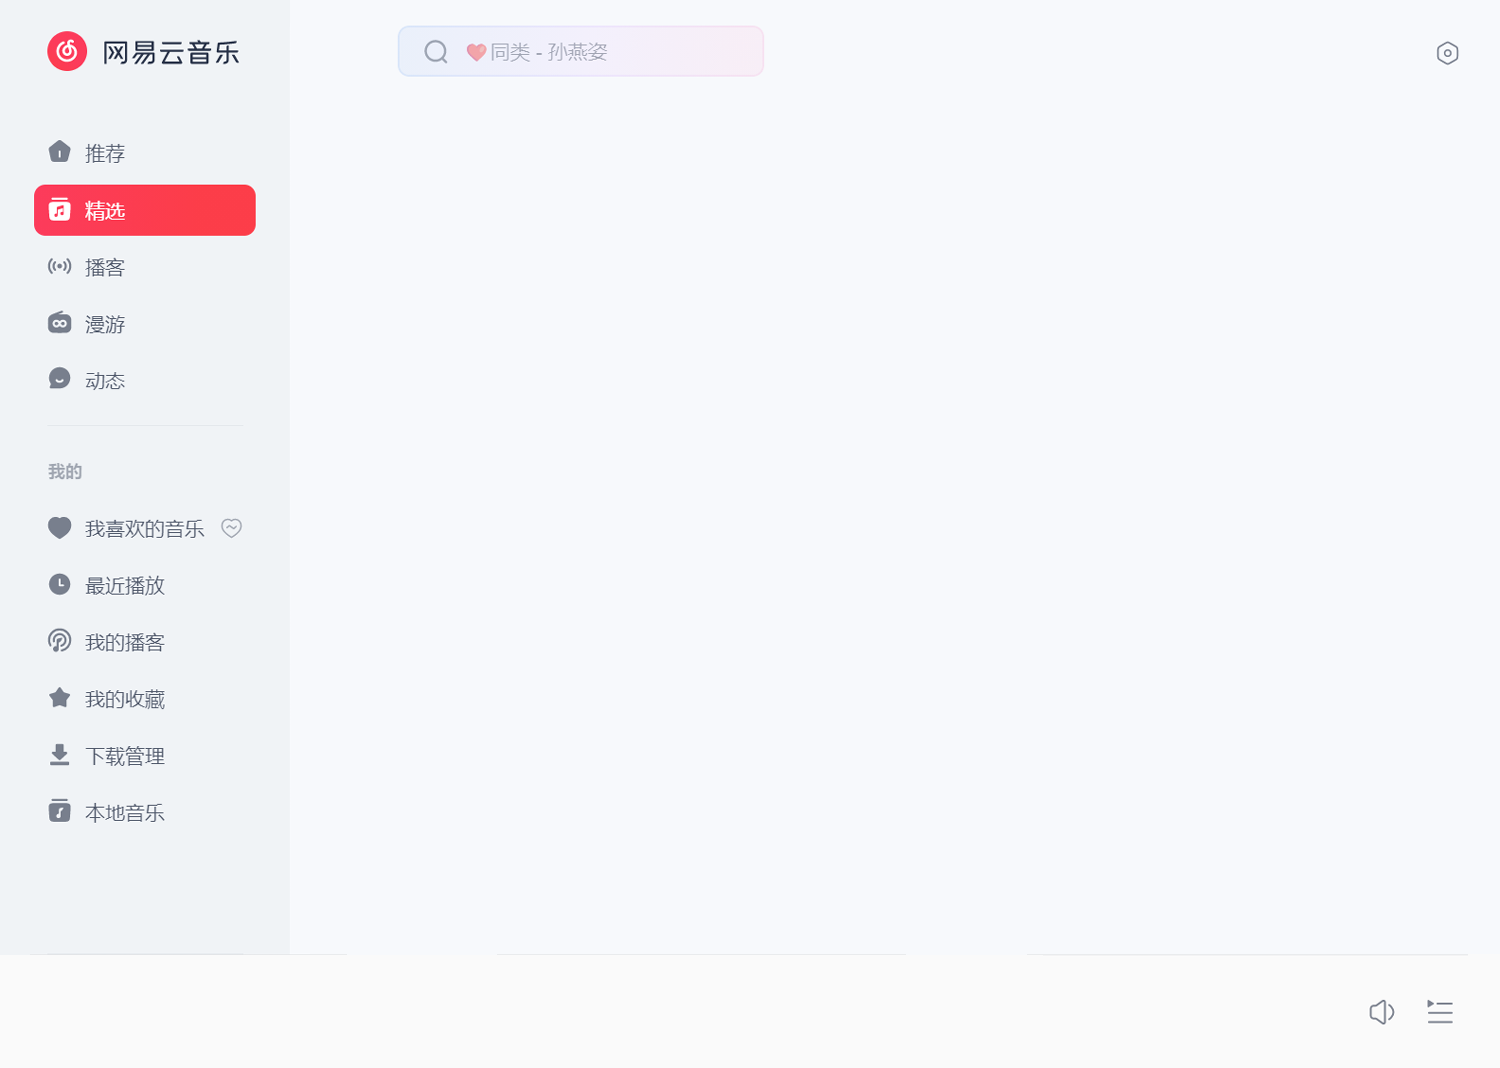 网易云音乐
❤️同类 - 孙燕姿
推荐
精选
播客
漫游
动态
我的
我喜欢的音乐
最近播放
我的播客
我的收藏
下载管理
本地音乐